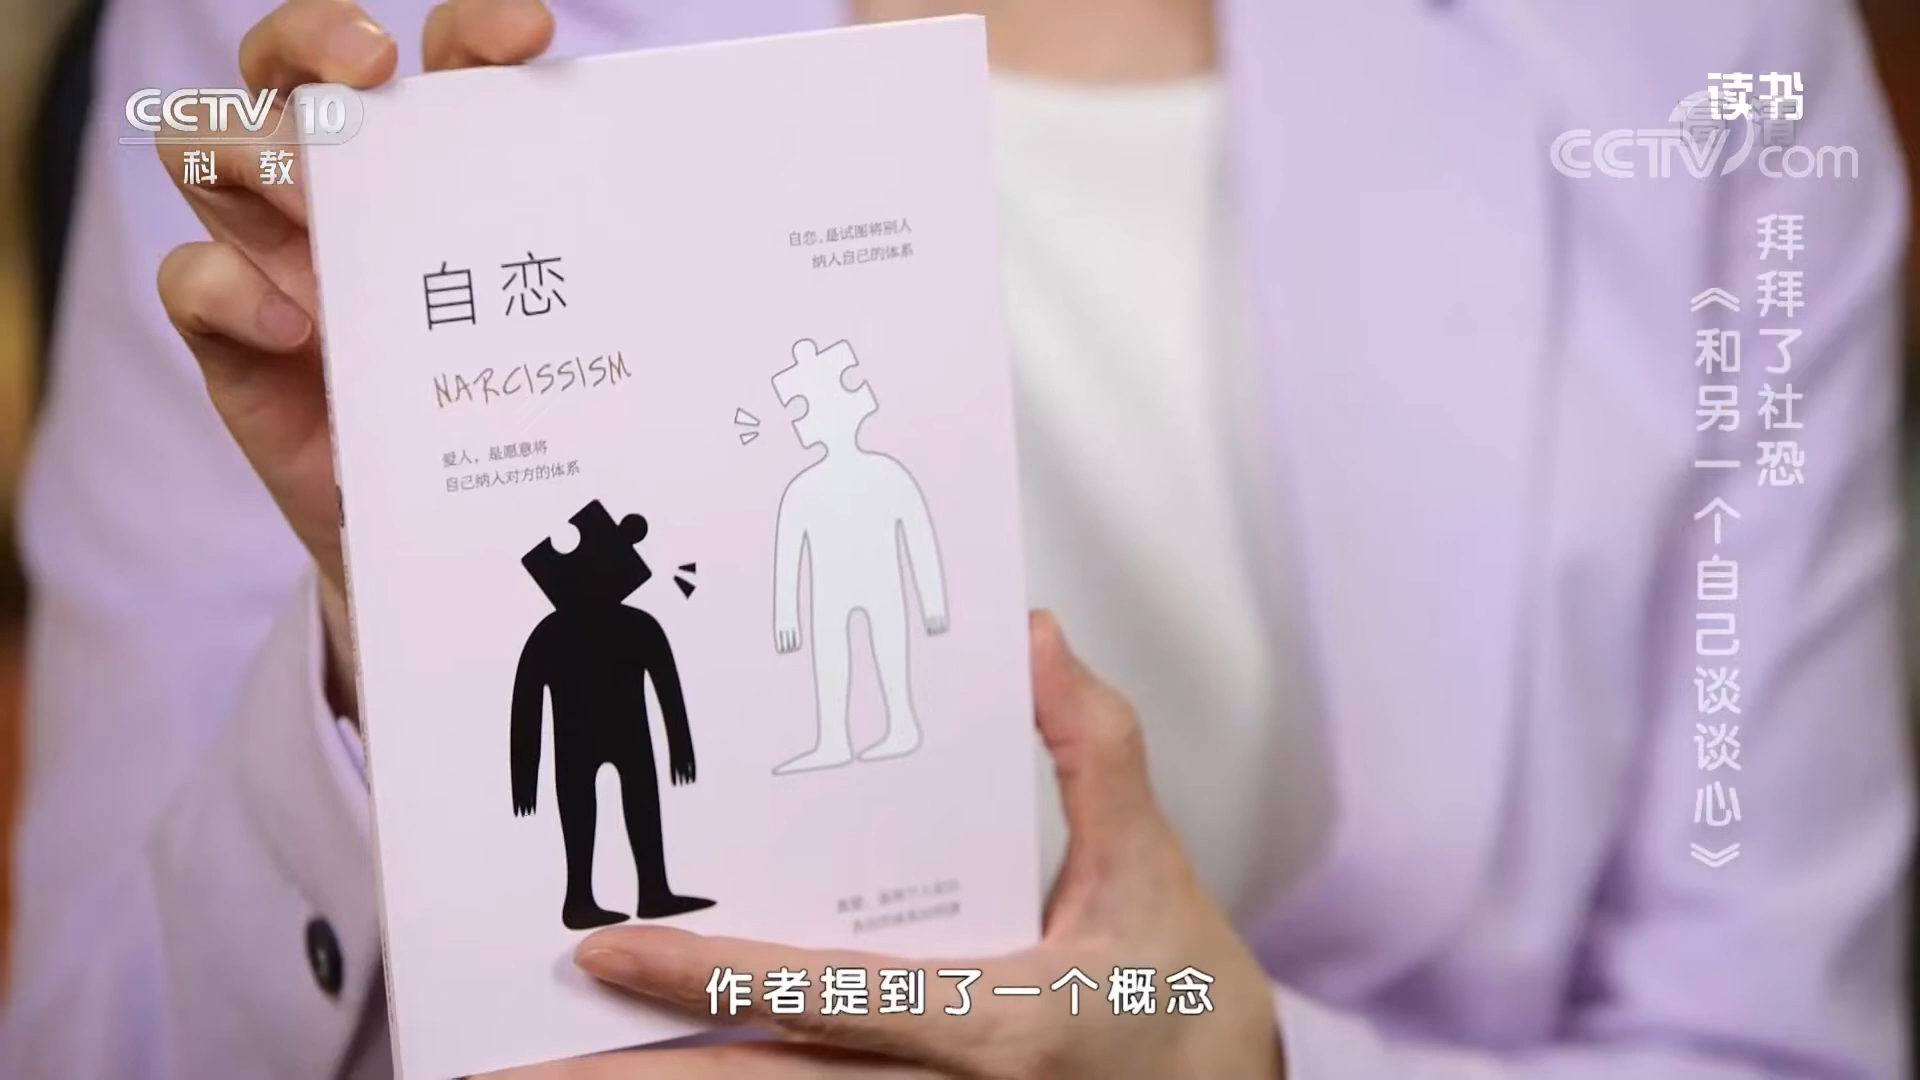 CCTV 10
科 教
读书
高清
CCTV com
拜拜了社恐
《和另一个自己谈谈心》
自恋，是试图将别人
纳入自己的体系
自恋
NARCISSISM
爱人，是愿意将
自己纳入对方的体系
作者提到了一个概念